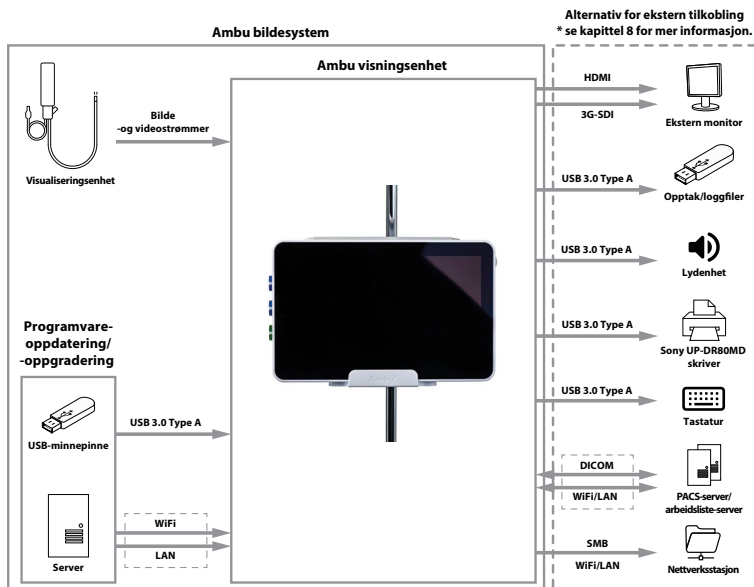 Ambu bildesystem
Alternativ for ekstern tilkobling
* se kapittel 8 for mer informasjon.
Ambu visningsenhet
Visualiseringsenhet
Bilde
-og videostrømmer
HDMI
3G-SDI
Ekstern monitor
USB 3.0 Type A
Opptak/loggfiler
USB 3.0 Type A
Lydenhet
USB 3.0 Type A
Sony UP-DR80MD
skriver
USB 3.0 Type A
Tastatur
Programvare-
oppdatering/
-oppgradering
USB-minnepinne
USB 3.0 Type A
Server
WiFi
LAN
DICOM
WiFi/LAN
PACS-server/
arbeidsliste-server
SMB
WiFi/LAN
Nettverksstasjon